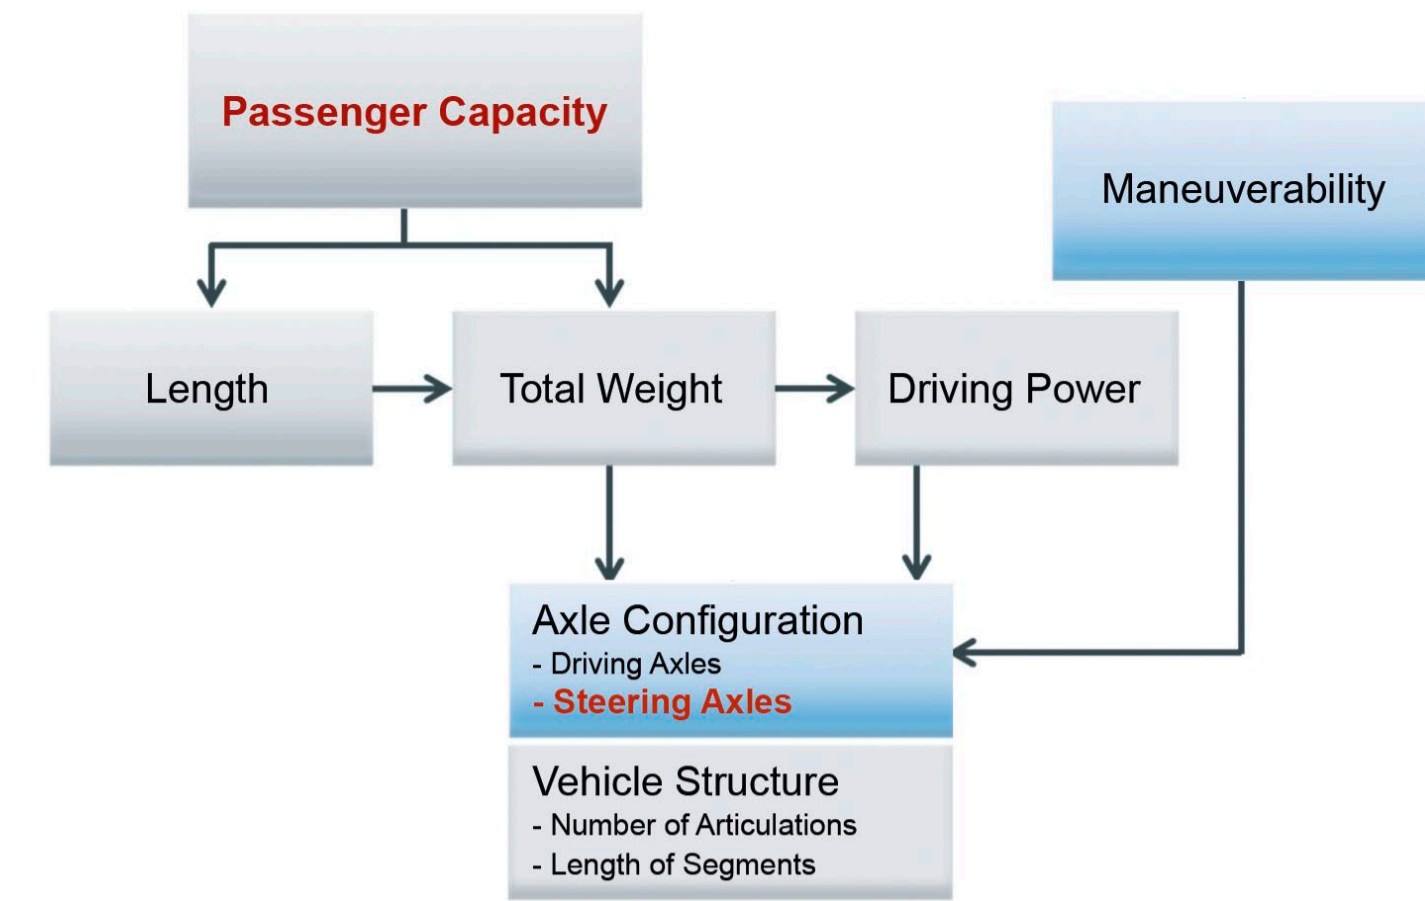 Passenger Capacity
Maneuverability
Length
Total Weight
Driving Power
Axle Configuration
- Driving Axles
- Steering Axles
Vehicle Structure
- Number of Articulations
- Length of Segments